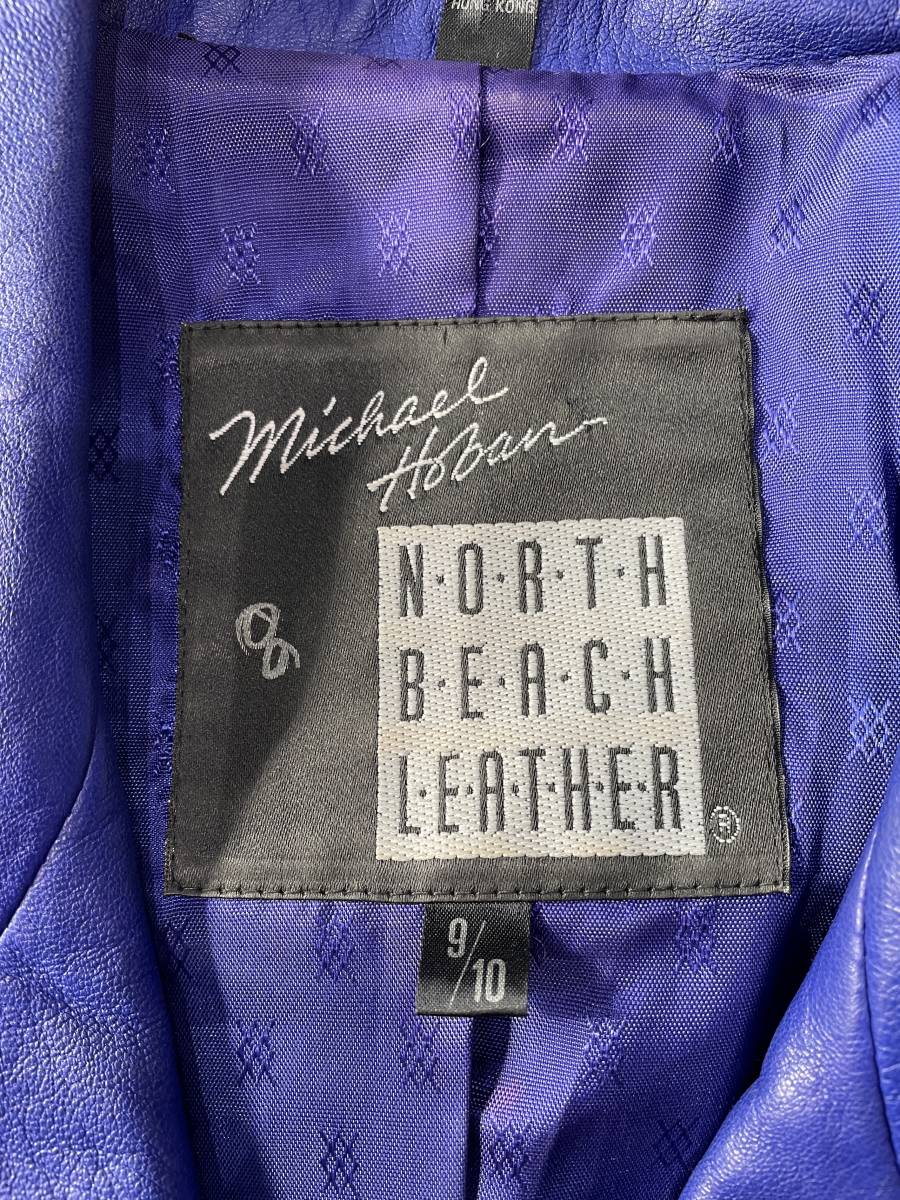 HONG KONG
Michael
Hoban
N·O·R·T·H
B·E·A·C·H
L·E·A·T·H·E·R
®
9/10